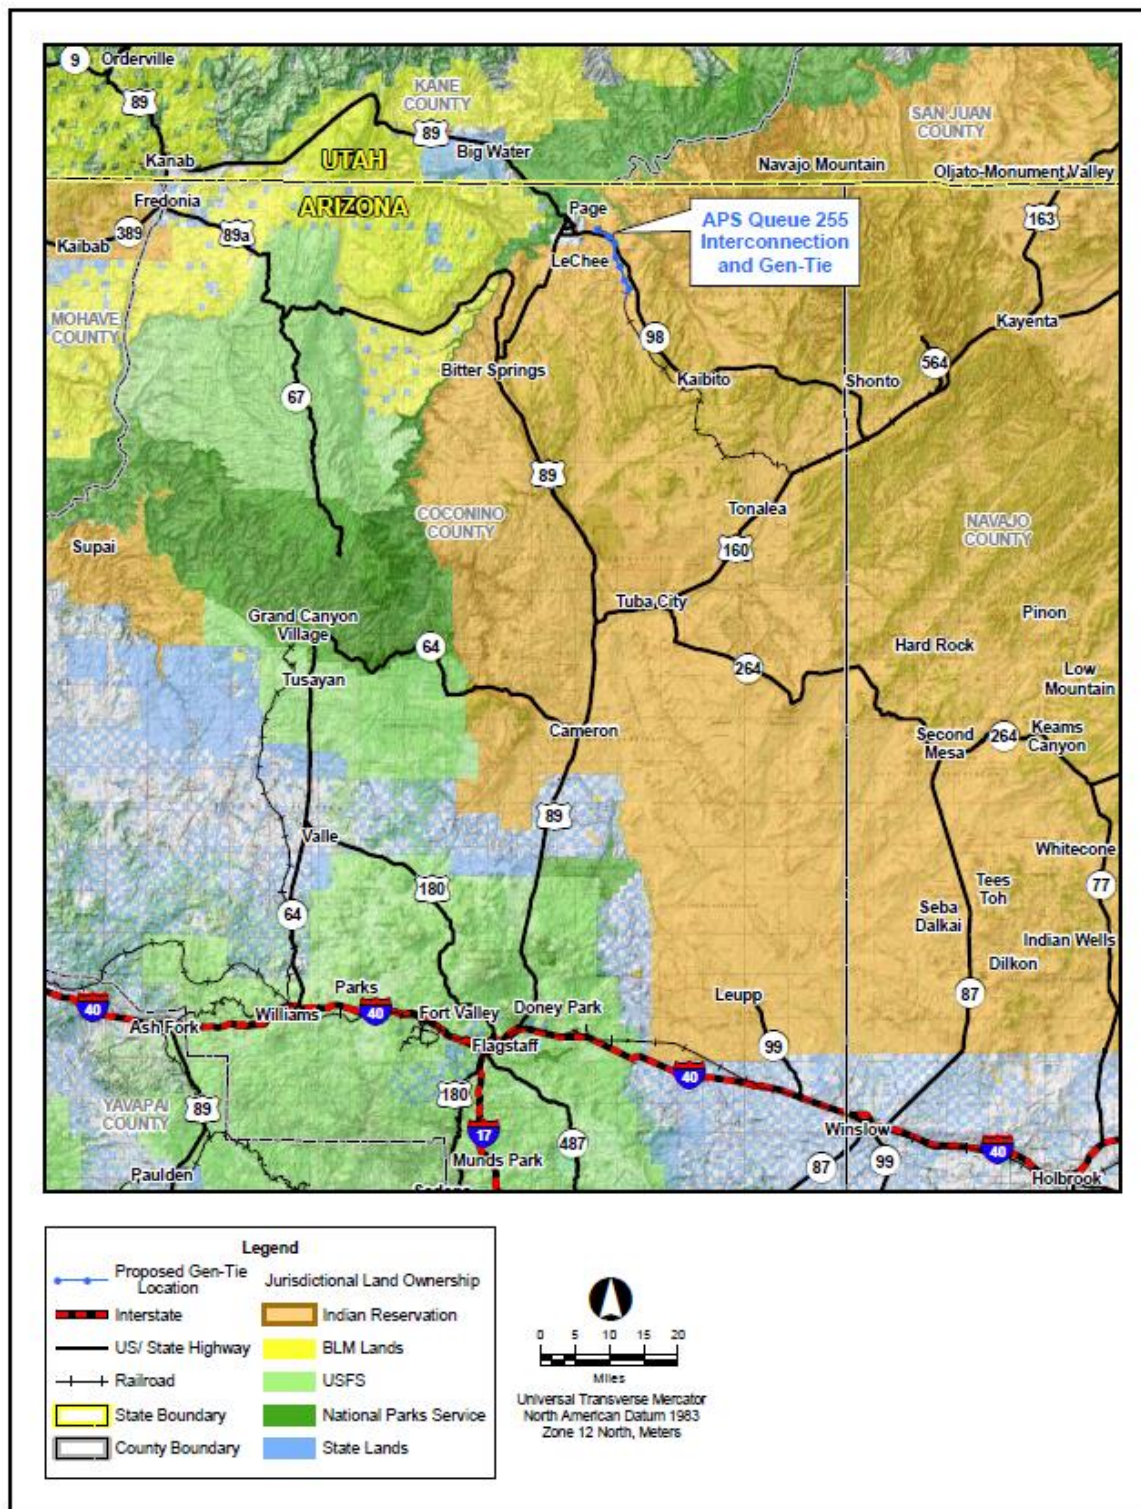 9
Orderville
89
KANE
COUNTY
89
Big Water
SAN JUAN
COUNTY
Kanab
UTAH
Navajo Mountain
Oljato-Monument Valley
Fredonia
ARIZONA
389
89a
Kaibab
Page
APS Queue 255
Interconnection
and Gen-Tie
163
LeChee
MOHAVE
COUNTY
Kayenta
98
564
Bitter Springs
Kaibito
Shonto
67
89
Tonalea
COCONINO
COUNTY
NAVAJO
COUNTY
Supai
160
Tuba City
Grand Canyon
Village
64
Pinon
Hard Rock
264
Tusayan
Low
Mountain
Cameron
Second
Mesa
264
Keams
Canyon
89
Valle
Whitecone
180
Tees
Toh
77
64
Seba
Dalkai
Indian Wells
Dilkon
Parks
Leupp
87
40
Williams
40
Fort Valley
Doney Park
Ash Fork
Flagstaff
99
40
YAVAPAI
COUNTY
89
180
17
487
Winslow
40
Munds Park
87
99
Paulden
Holbrook
Legend
Proposed Gen-Tie
Location
Jurisdictional Land Ownership
Interstate
Indian Reservation
US/ State Highway
BLM Lands
Railroad
USFS
State Boundary
National Parks Service
County Boundary
State Lands
0 5 10 15 20
Miles
Universal Transverse Mercator
North American Datum 1983
Zone 12 North, Meters